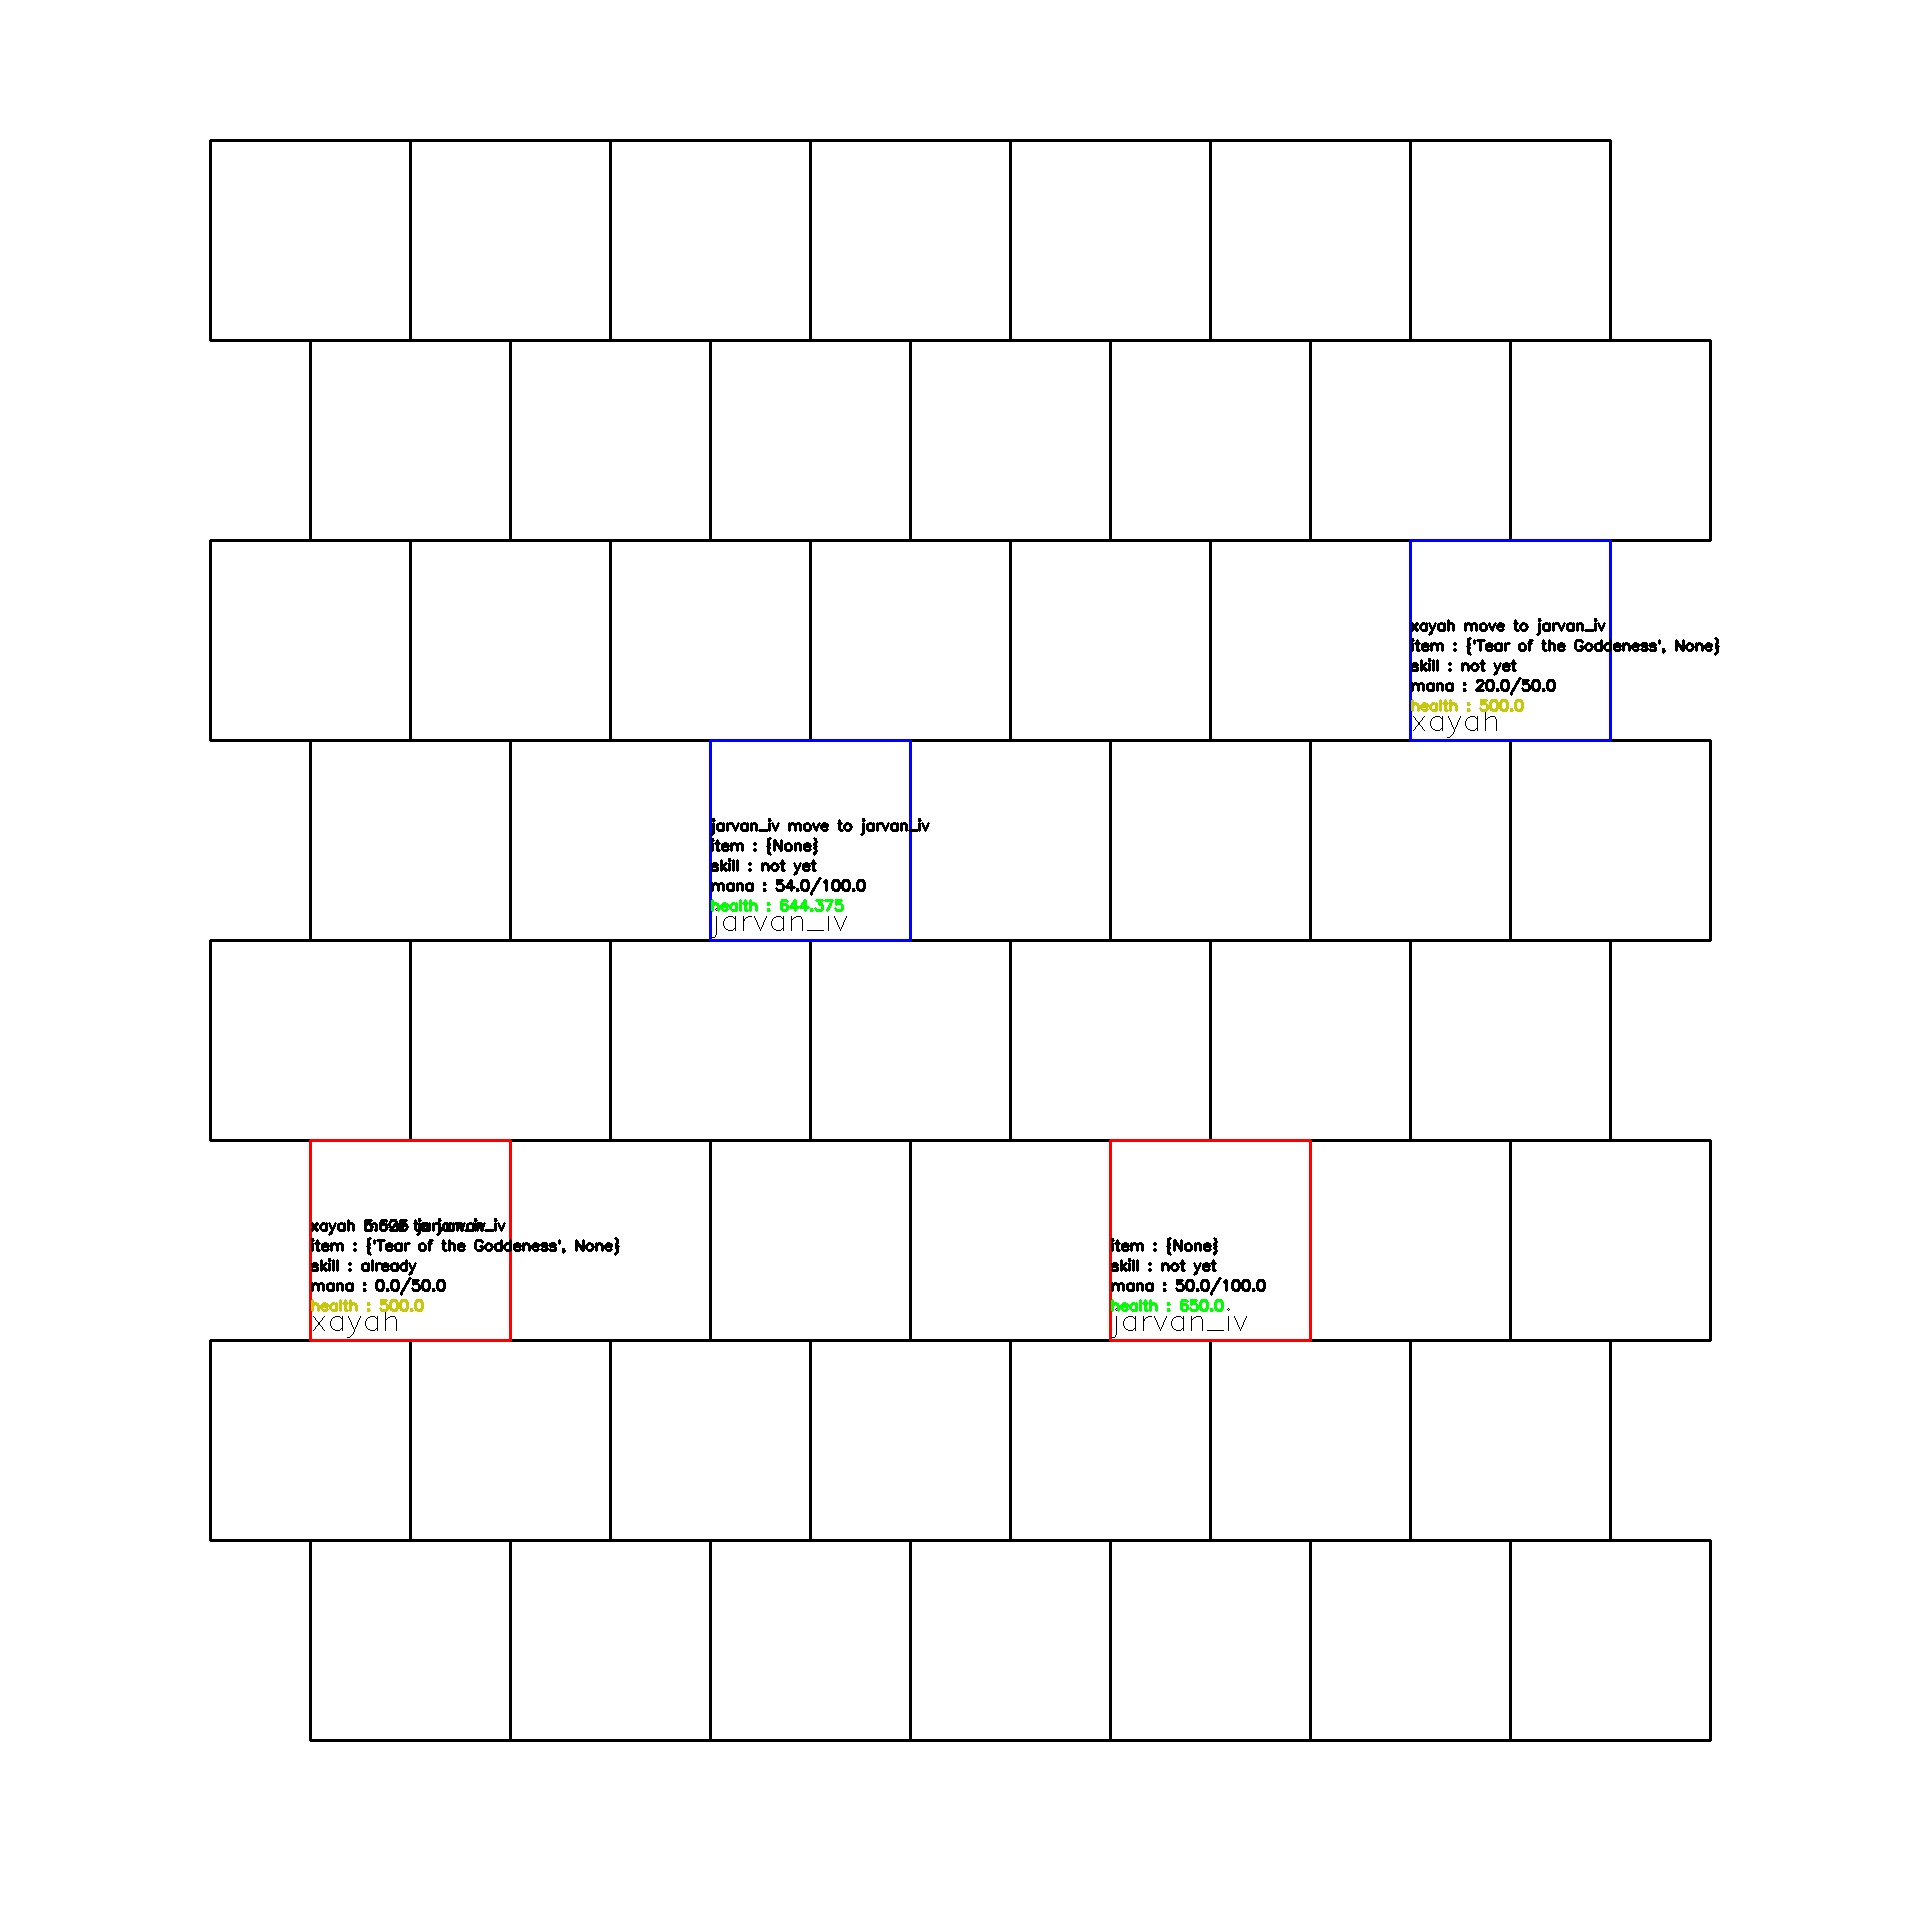 xayah move to jarvan_iv
item : {'Tear of the Goddeness', None}
skill : not yet
mana : 20.0/50.0
health : 500.0
xayah
jarvan_iv move to jarvan_iv
item : {None}
skill : not yet
mana : 54.0/100.0
health : 644.375
jarvan_iv
xayah
item : {'Tear of the Goddeness', None}
skill : already
mana : 0.0/50.0
health : 500.0
xayah
item : {None}
skill : not yet
mana : 50.0/100.0
health : 650.0
jarvan_iv